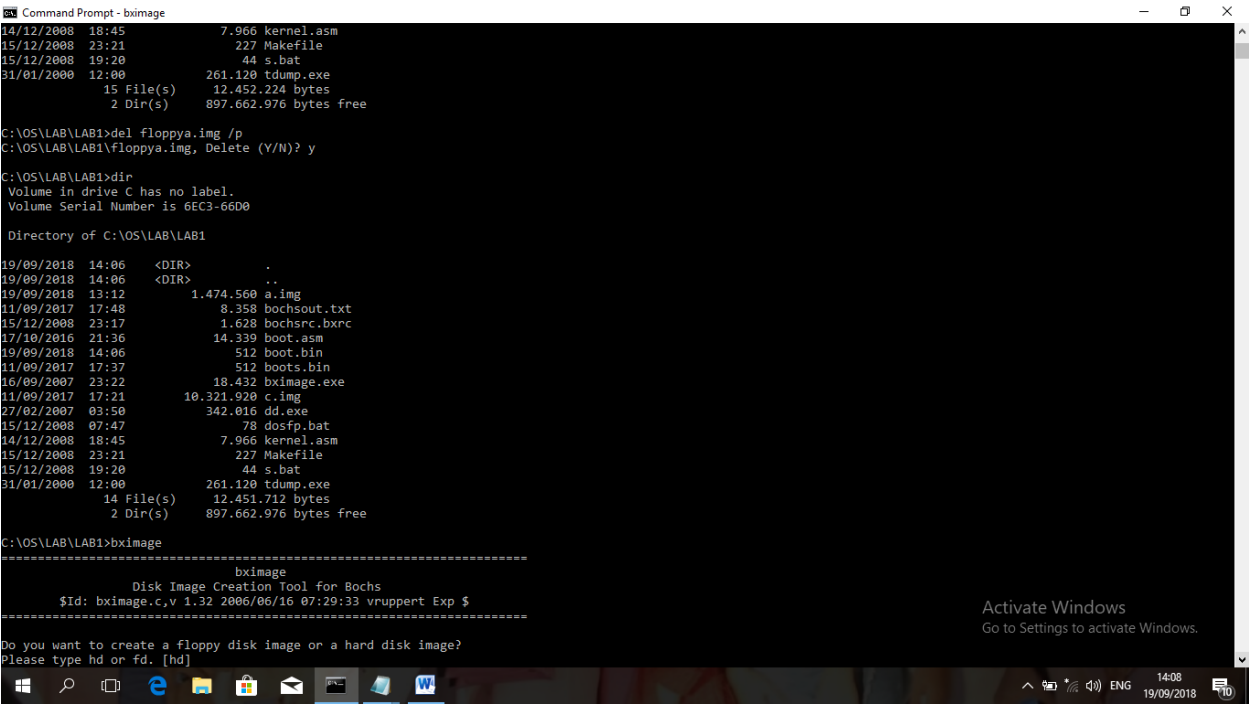 Command Prompt - bximage
14/12/2008  18:45             7.966 kernel.asm
15/12/2008  23:21               227 Makefile
15/12/2008  19:20                44 s.bat
31/01/2000  12:00           261.120 tdump.exe
              15 File(s)     12.452.224 bytes
               2 Dir(s)     897.662.976 bytes free
C:\OS\LAB\LAB1>del floppya.img /p
C:\OS\LAB\LAB1\floppya.img, Delete (Y/N)? y
C:\OS\LAB\LAB1>dir
 Volume in drive C has no label.
 Volume Serial Number is 6EC3-66D0
 Directory of C:\OS\LAB\LAB1
19/09/2018  14:06    <DIR>          .
19/09/2018  14:06    <DIR>          ..
19/09/2018  13:12         1.474.560 a.img
11/09/2017  17:48             8.358 bochsout.txt
15/12/2008  23:17             1.628 bochsrc.bxrc
17/10/2016  21:36            14.339 boot.asm
19/09/2018  14:06               512 boot.bin
11/09/2017  17:37               512 boots.bin
16/09/2007  23:22            18.432 bximage.exe
11/09/2017  17:21        10.321.920 c.img
27/02/2007  03:50           342.016 dd.exe
15/12/2008  07:47                78 dosfp.bat
14/12/2008  18:45             7.966 kernel.asm
15/12/2008  23:21               227 Makefile
15/12/2008  19:20                44 s.bat
31/01/2000  12:00           261.120 tdump.exe
              14 File(s)     12.451.712 bytes
               2 Dir(s)     897.662.976 bytes free
C:\OS\LAB\LAB1>bximage
========================================================================
                                bximage
                  Disk Image Creation Tool for Bochs
        $Id: bximage.c,v 1.32 2006/06/16 07:29:33 vruppert Exp $
========================================================================
Do you want to create a floppy disk image or a hard disk image?
Please type hd or fd. [hd]
Activate Windows
Go to Settings to activate Windows.
ENG
14:08
19/09/2018
10